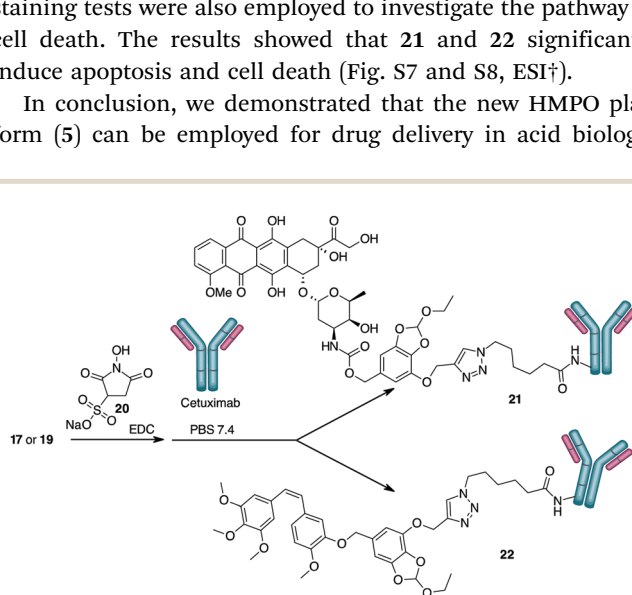 staining tests were also employed to investigate the pathway
cell death. The results showed that 21 and 22 significan
nduce apoptosis and cell death (Fig. S7 and S8, ESI†).
In conclusion, we demonstrated that the new HMPO pla
orm (5) can be employed for drug delivery in acid biolog
O OH O
OH
OH
OMe O OH O
O
OH
HN O
O
O
O O
O
N N
N
H
N
O
21
OH
N
O O
S
O O
NaO
20
Cetuximab
17 or 19 EDC PBS 7.4
O
O
O
O
O
O
O
O
O
N N
N
O
N
H
22